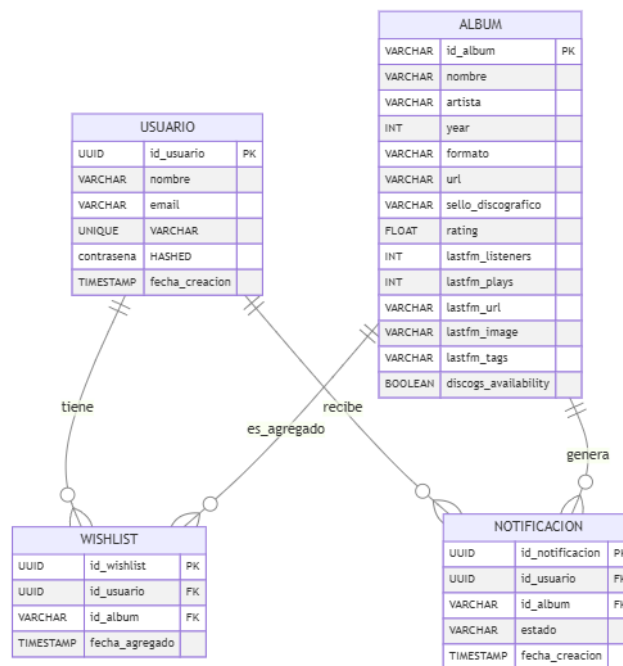 ALBUM
VARCHAR id_album PK
VARCHAR nombre
VARCHAR artista
INT year
VARCHAR formato
VARCHAR url
VARCHAR sello_discografico
FLOAT rating
INT lastfm_listeners
INT lastfm_plays
VARCHAR lastfm_url
VARCHAR lastfm_image
VARCHAR lastfm_tags
BOOLEAN discogs_availability
USUARIO
UUID id_usuario PK
VARCHAR nombre
VARCHAR email
UNIQUE VARCHAR
contrasena HASHED
TIMESTAMP fecha_creacion
tiene
recibe
es_agregado
genera
WISHLIST
UUID id_wishlist PK
UUID id_usuario FK
VARCHAR id_album FK
TIMESTAMP fecha_agregado
NOTIFICACION
UUID id_notificacion PK
UUID id_usuario FK
VARCHAR id_album FK
VARCHAR estado
TIMESTAMP fecha_creacion